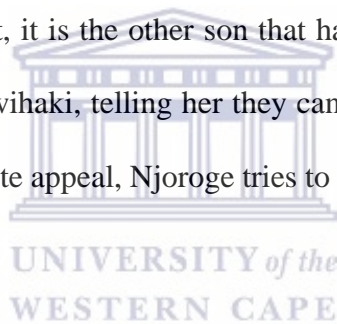 t, it is the other son that ha
wihaki, telling her they can
te appeal, Njoroge tries to
UNIVERSITY of the
WESTERN CAPE